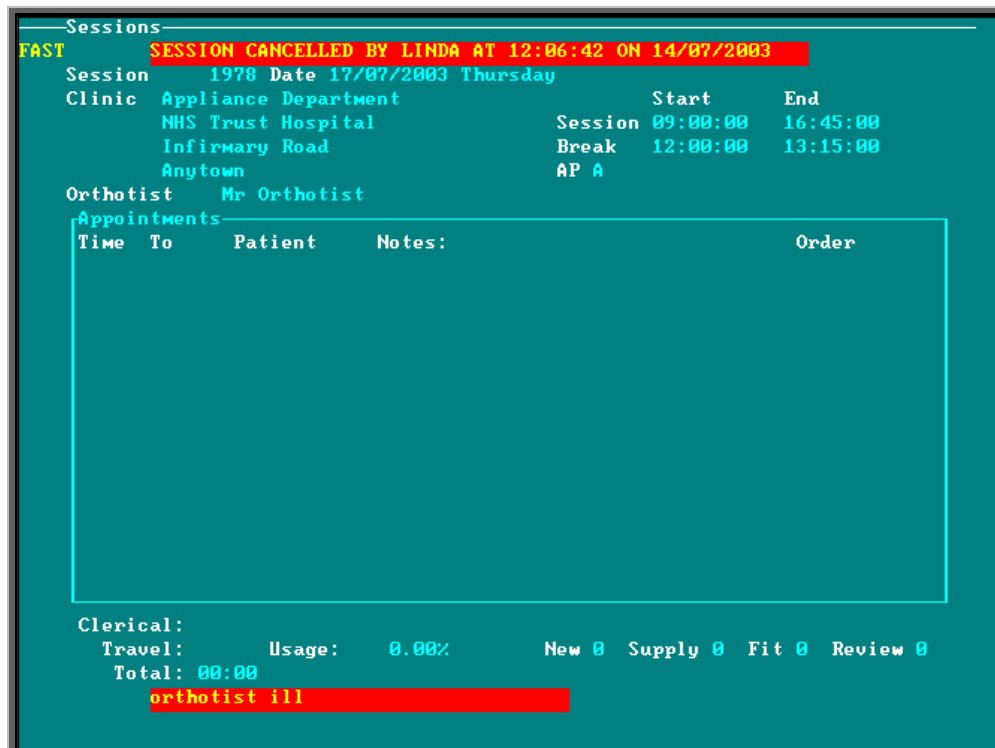 Sessions
FAST SESSION CANCELLED BY LINDA AT 12:06:42 ON 14/07/2003
Session 1978 Date 17/07/2003 Thursday
Clinic Appliance Department Start End
NHS Trust Hospital Session 09:00:00 16:45:00
Infirmary Road Break 12:00:00 13:15:00
Anytown AP A
Orthotist Mr Orthotist
Appointments
Time To Patient Notes: Order
Clerical:
Travel: Usage: 0.00% New 0 Supply 0 Fit 0 Review 0
Total: 00:00
orthotist ill